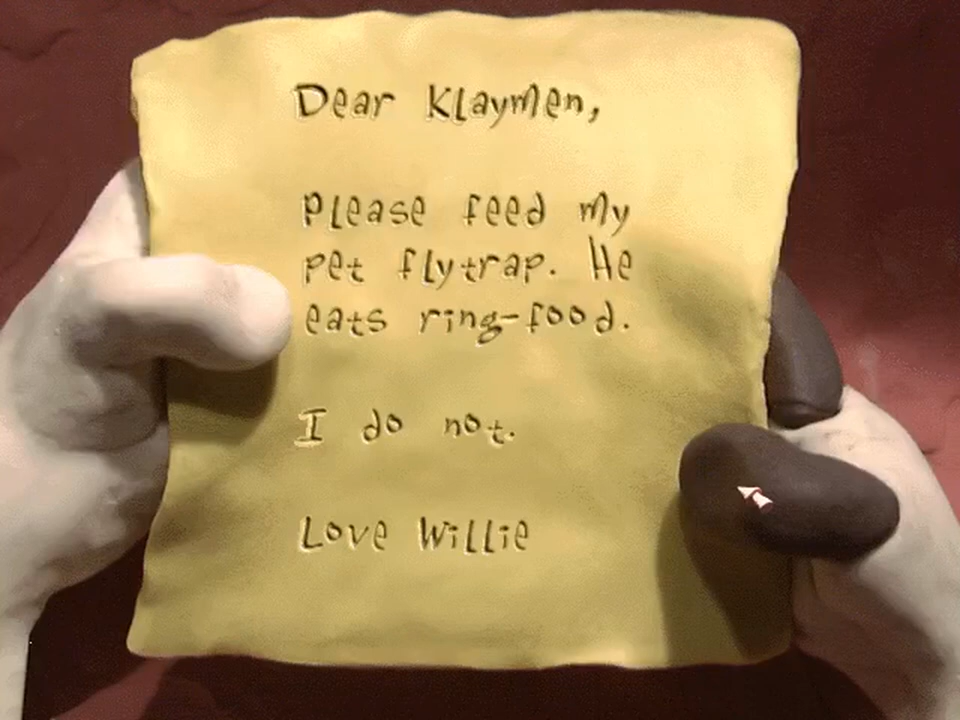 Dear Klaymen,
Please feed my
pet flytrap. He
eats ring-food.
I do not.
Love Willie